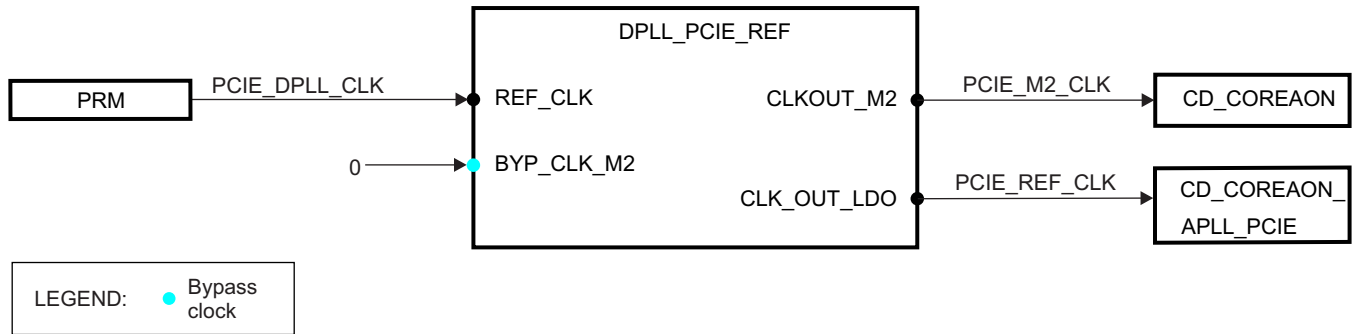 DPLL_PCIE_REF
PRM
PCIE_DPLL_CLK
REF_CLK
CLKOUT_M2
PCIE_M2_CLK
CD_COREAON
0
BYP_CLK_M2
CLK_OUT_LDO
PCIE_REF_CLK
CD_COREAON_
APLL_PCIE
LEGEND:
Bypass
clock